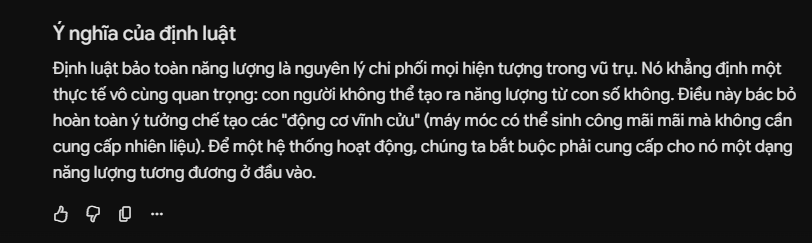 Ý nghĩa của định luật
Định luật bảo toàn năng lượng là nguyên lý chi phối mọi hiện tượng trong vũ trụ. Nó khẳng định một
thực tế vô cùng quan trọng: con người không thể tạo ra năng lượng từ con số không. Điều này bác bỏ
hoàn toàn ý tưởng chế tạo các "động cơ vĩnh cửu" (máy móc có thể sinh công mãi mãi mà không cần
cung cấp nhiên liệu). Để một hệ thống hoạt động, chúng ta bắt buộc phải cung cấp cho nó một dạng
năng lượng tương đương ở đầu vào.